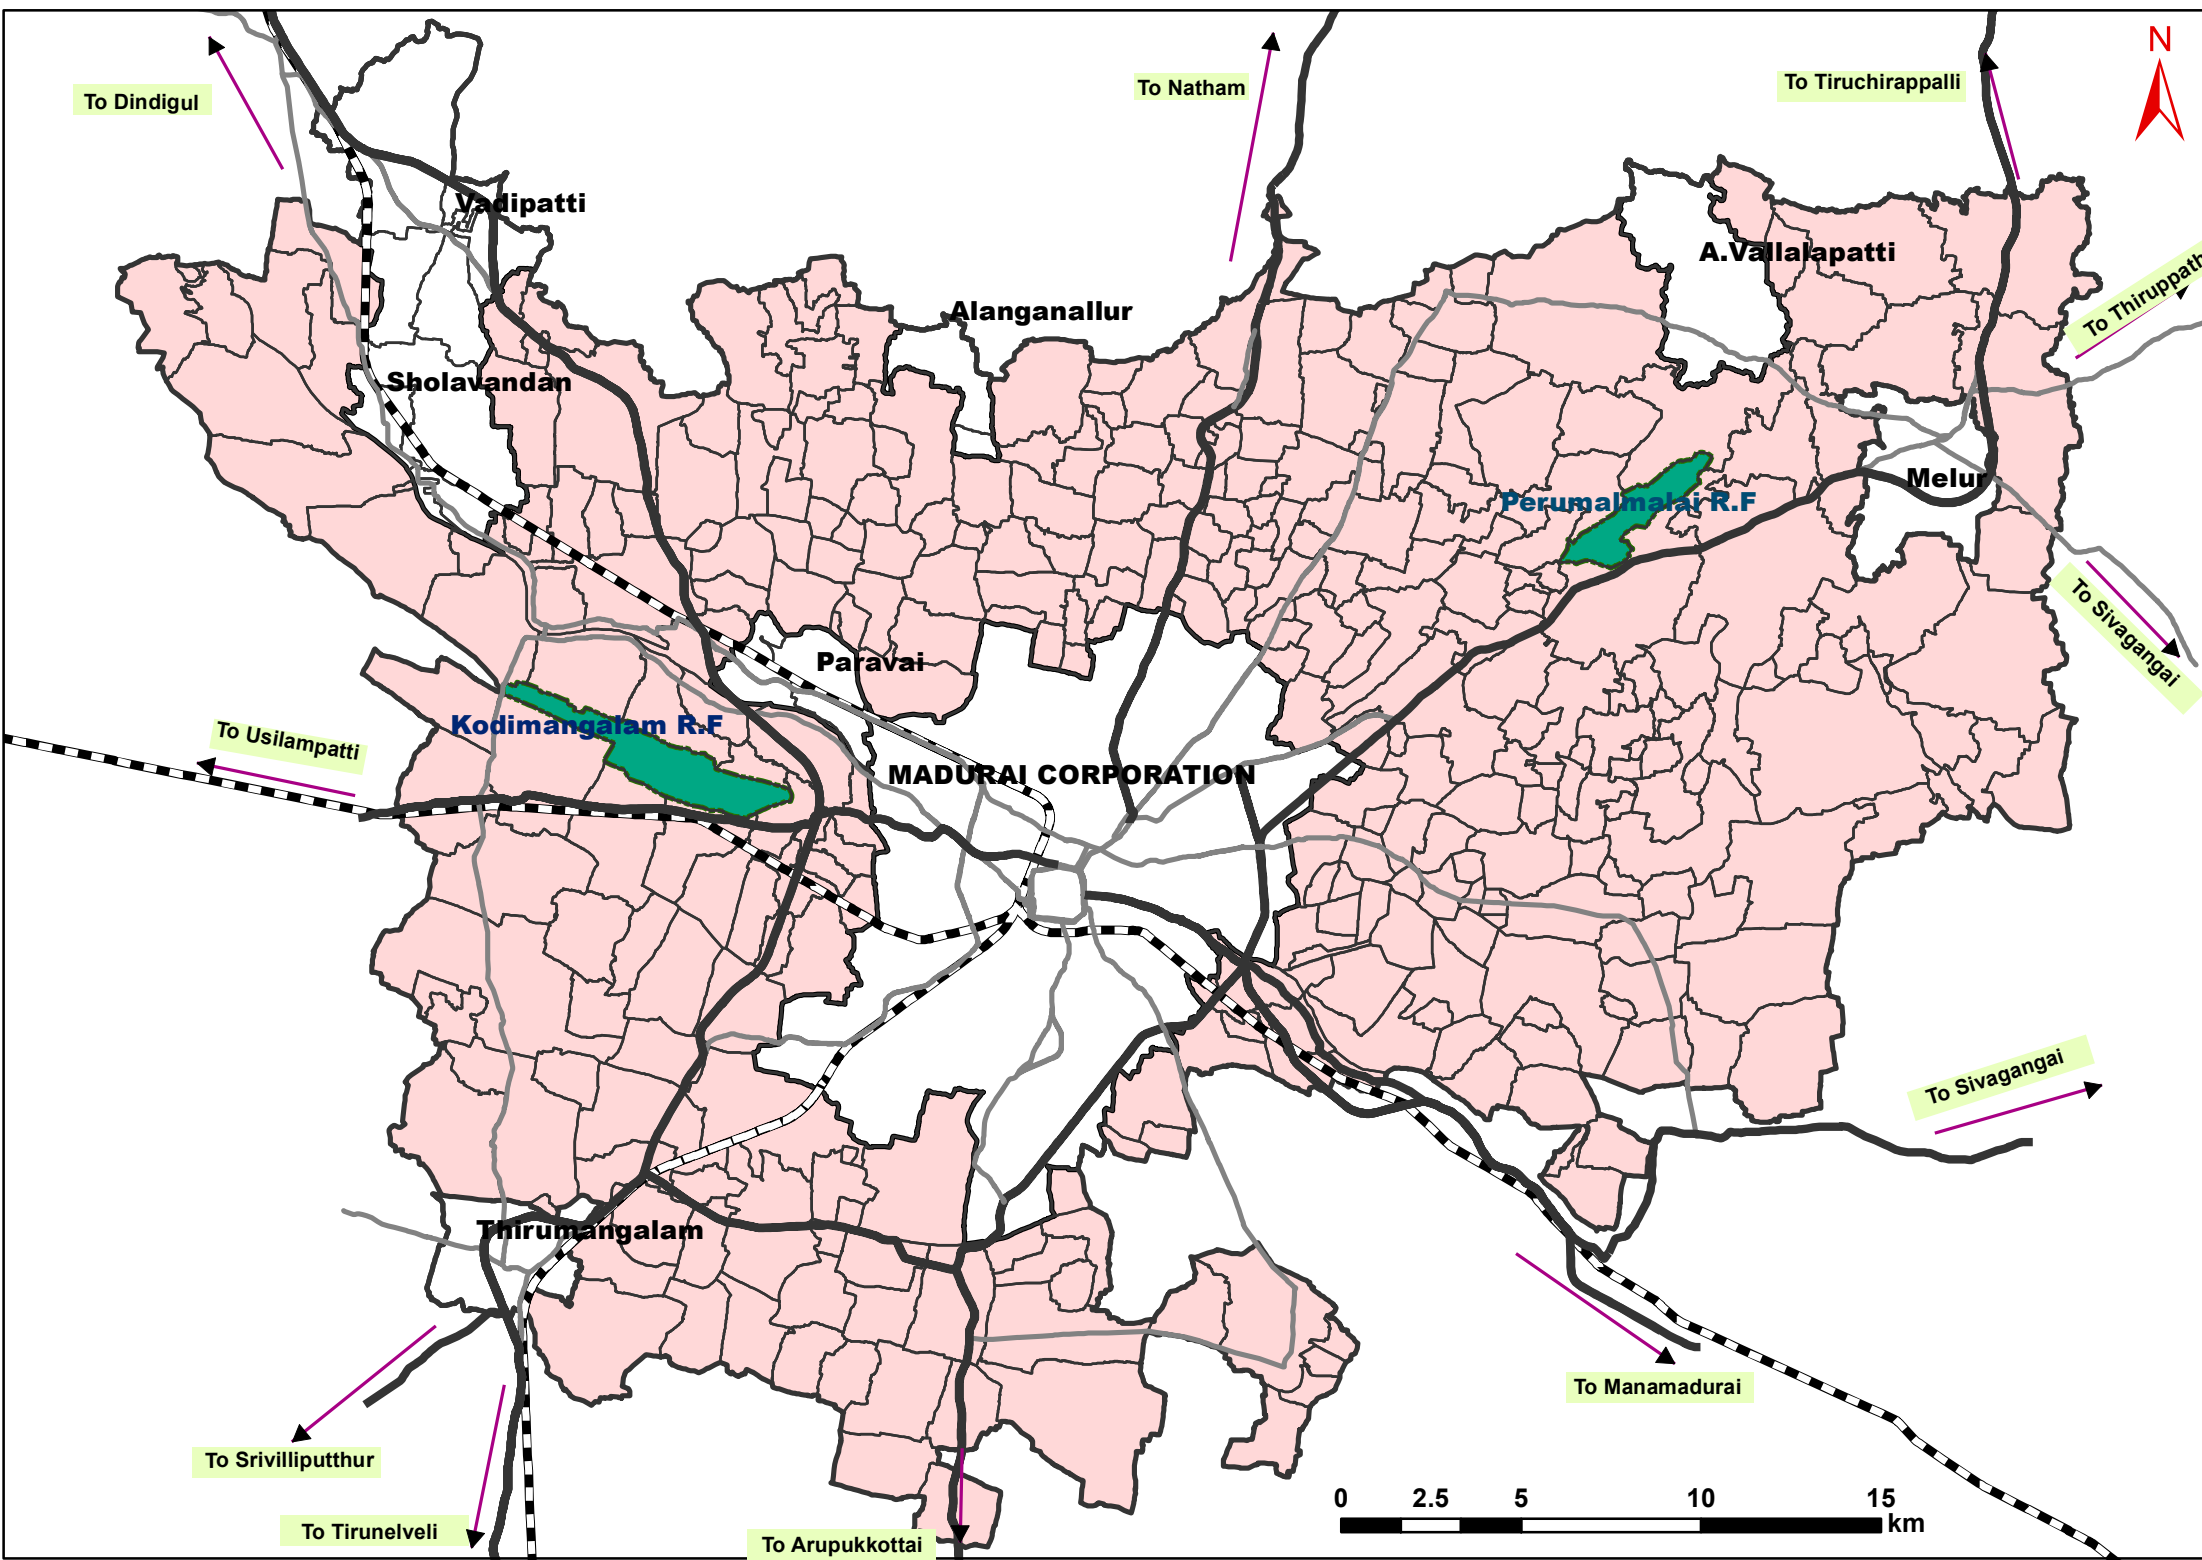 N
To Dindigul
To Natham
To Tiruchirappalli
Vadipatti
A.Vallalapatti
To Thiruppath
Alanganallur
Sholavandan
Melur
Perumalmalai R.F
To Sivagangai
Paravai
Kodimangalam R.F
To Usilampatti
MADURAI CORPORATION
To Sivagangai
Thirumangalam
To Manamadurai
To Srivilliputthur
0 2.5 5 10 15
km
To Tirunelveli
To Arupukkottai